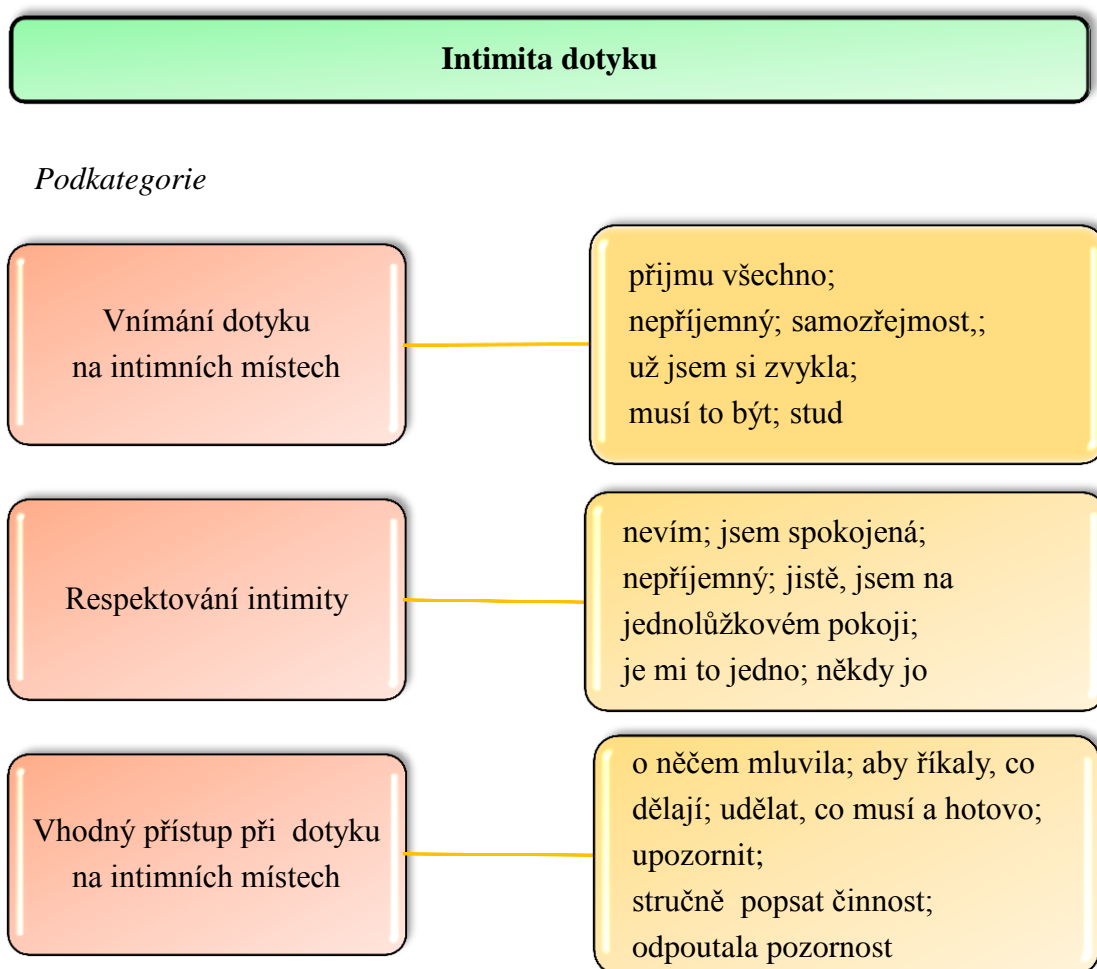 Intimita dotyku
Podkategorie
Vnímání dotyku
na intimních místech
přijmu všechno;
nepříjemný; samozřejmost,;
už jsem si zvykla;
musí to být; stud
Respektování intimity
nevím; jsem spokojená;
nepříjemný; jistě, jsem na
jednolůžkovém pokoji;
je mi to jedno; někdy jo
Vhodný přístup při  dotyku
na intimních místech
o něčem mluvila; aby říkaly, co
dělají; udělat, co musí a hotovo;
upozornit;
stručně  popsat činnost;
odpoutala pozornost